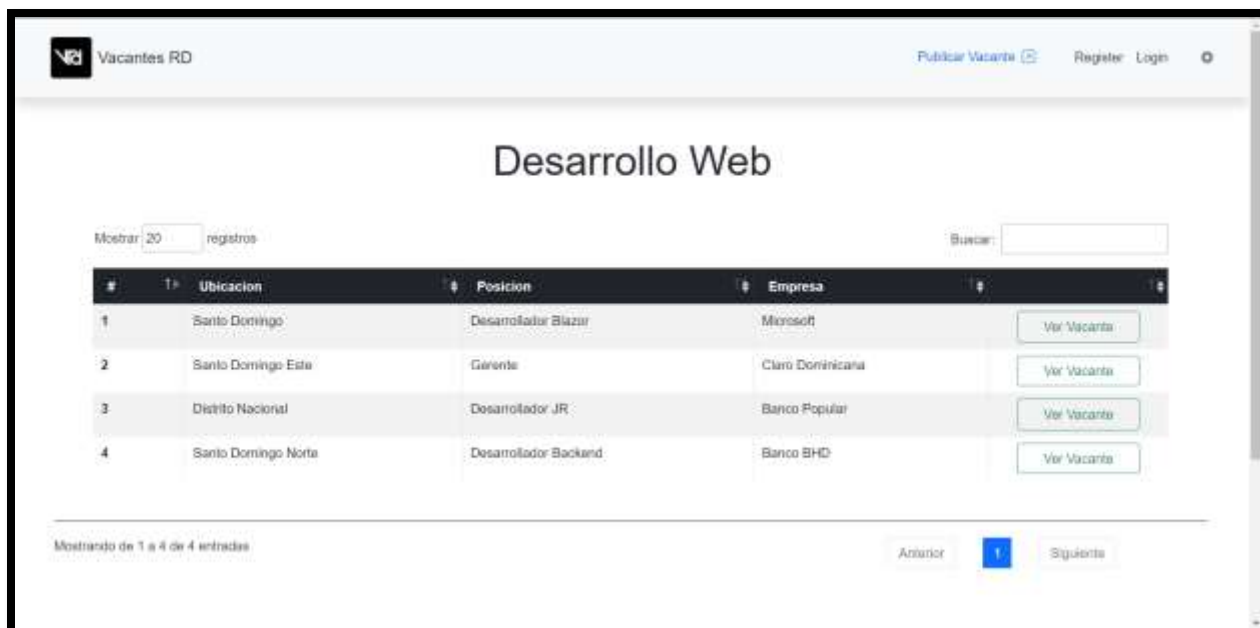 VRD Vacantes RD Publicar Vacante Register Login
Desarrollo Web
Mostrar 20 registros Buscar:
# Ubicacion Posicion Empresa
1 Santo Domingo Desarrollador Blazor Microsoft Ver Vacante
2 Santo Domingo Este Gerente Claro Dominicana Ver Vacante
3 Distrito Nacional Desarrollador JR Banco Popular Ver Vacante
4 Santo Domingo Norte Desarrollador Backend Banco BHD Ver Vacante
Mostrando de 1 a 4 de 4 entradas Anterior 1 Siguiente